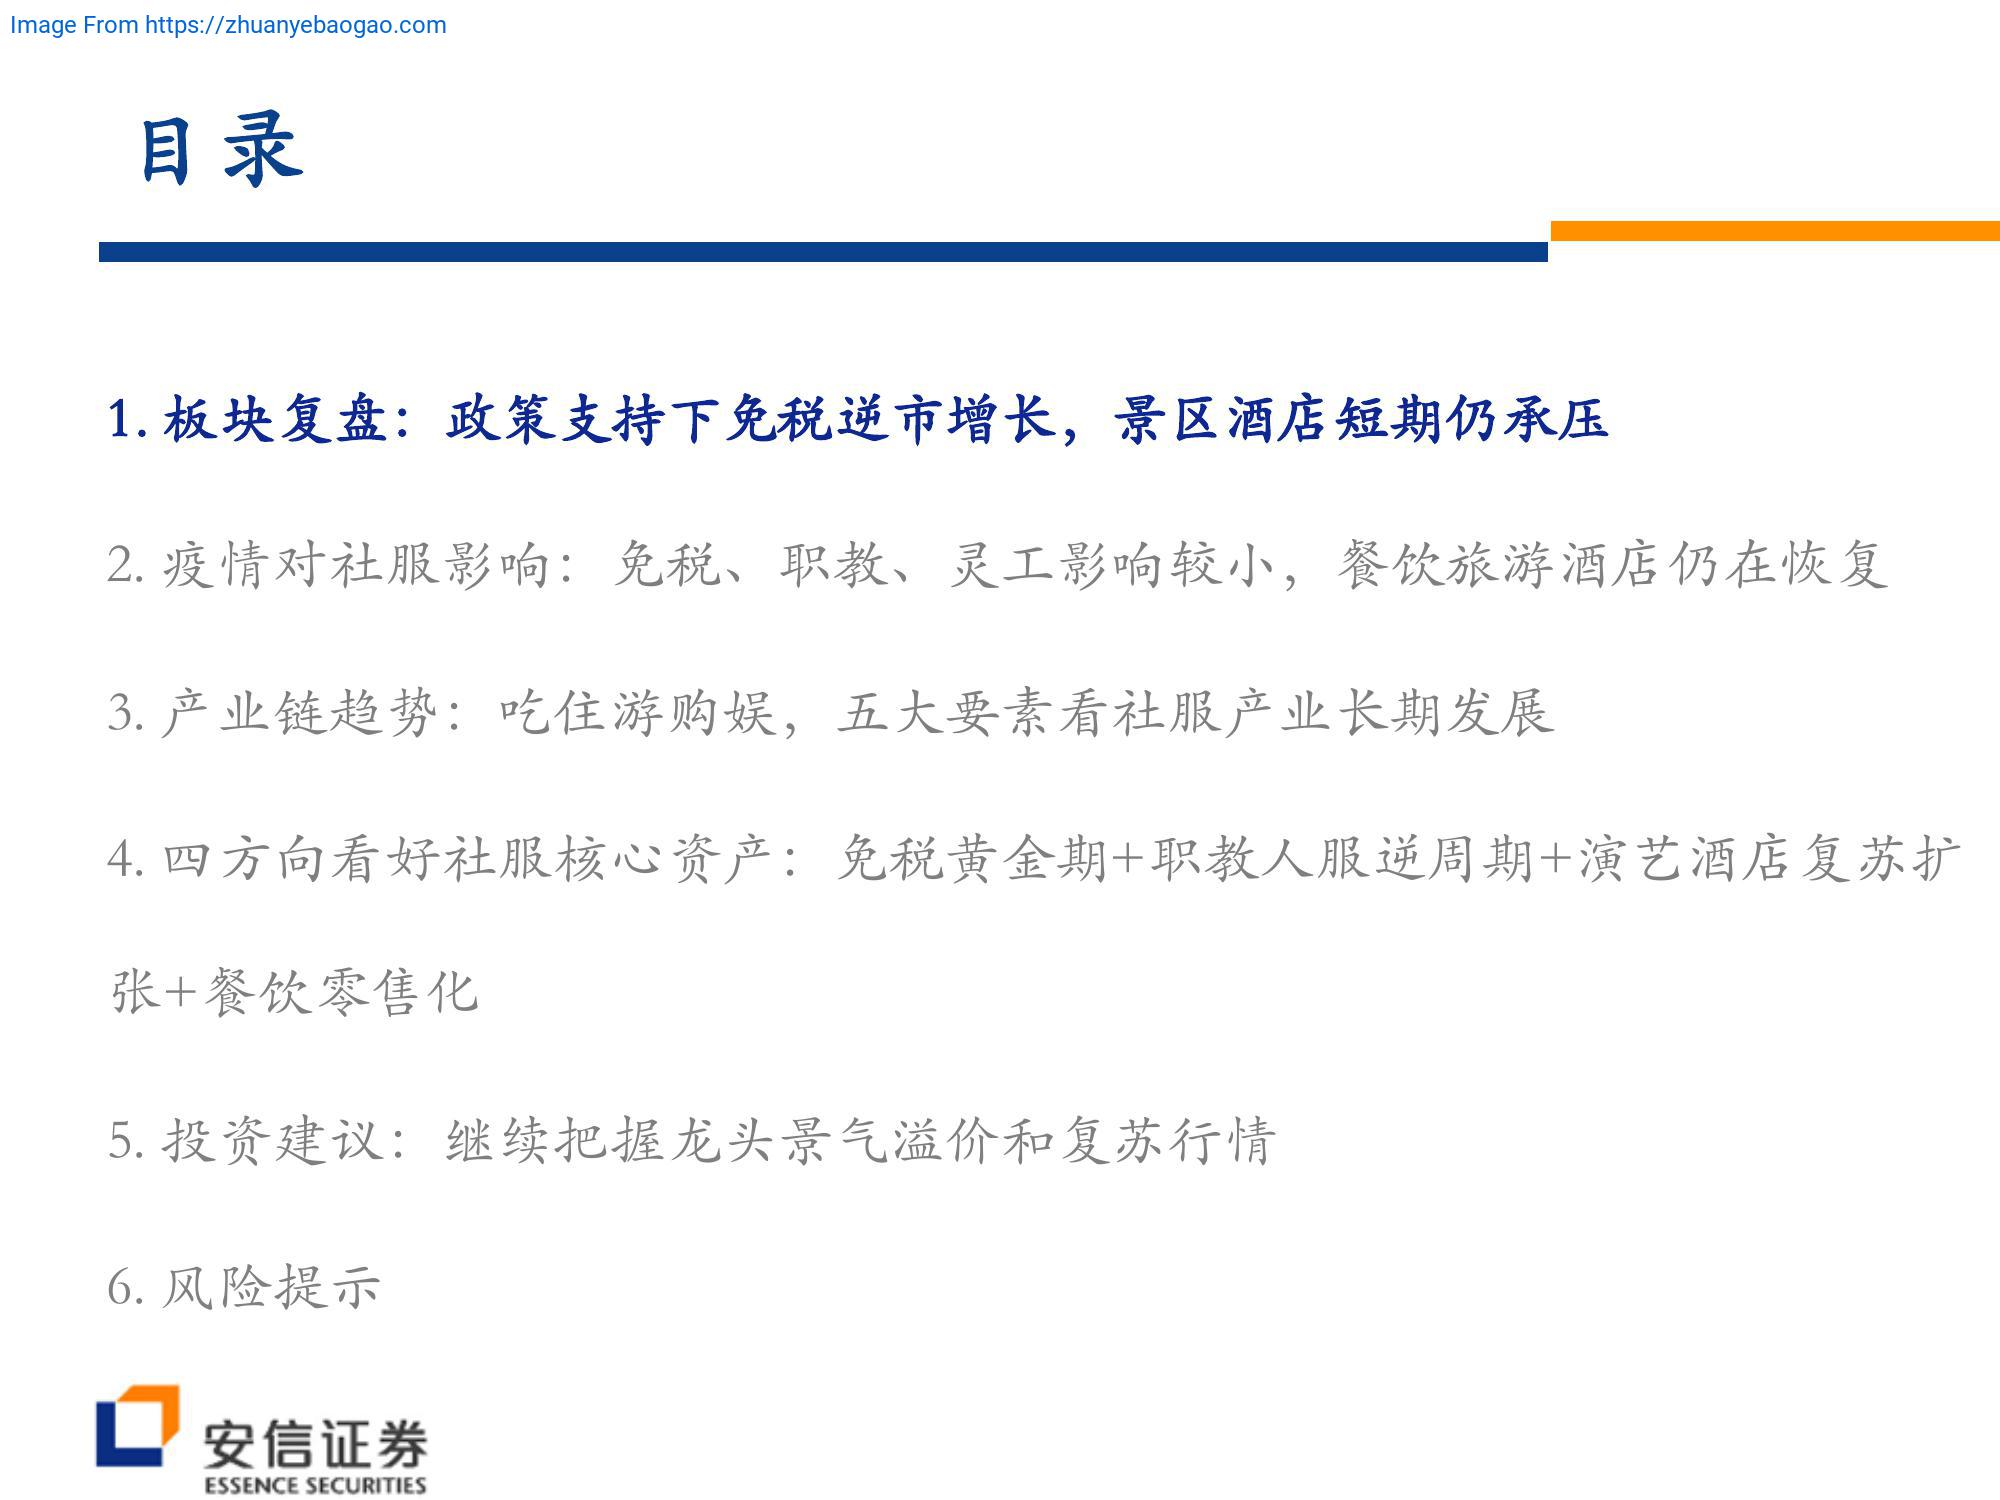 Image From https://zhuanyebaogao.com
目录
1. 板块复盘：政策支持下免税逆市增长，景区酒店短期仍承压
2. 疫情对社服影响：免税、职教、灵工影响较小，餐饮旅游酒店仍在恢复
3. 产业链趋势：吃住游购娱，五大要素看社服产业长期发展
4. 四方向看好社服核心资产：免税黄金期+职教人服逆周期+演艺酒店复苏扩
张+餐饮零售化
5. 投资建议：继续把握龙头景气溢价和复苏行情
6. 风险提示
安信证券
ESSENCE SECURITIES